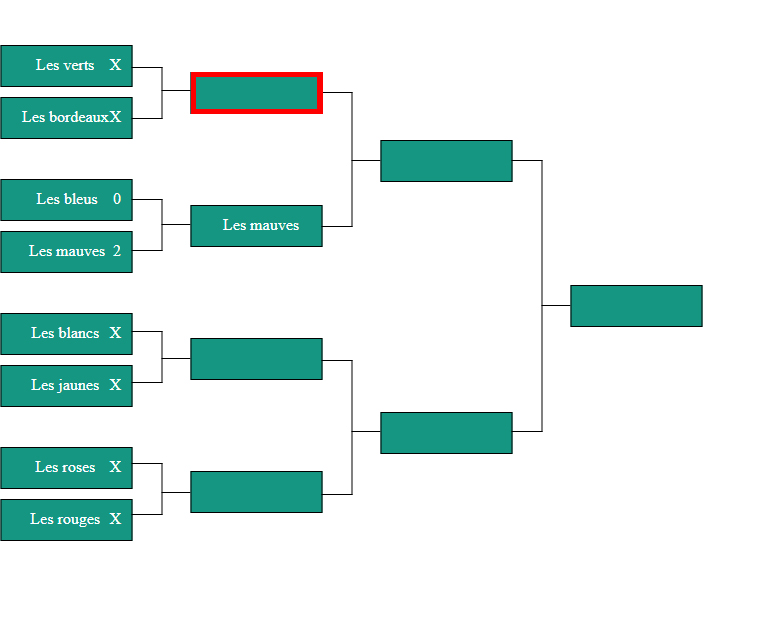 Les verts X
Les bordeauxX
Les bleus 0
Les mauves 2
Les mauves
Les blancs X
Les jaunes X
Les roses X
Les rouges X